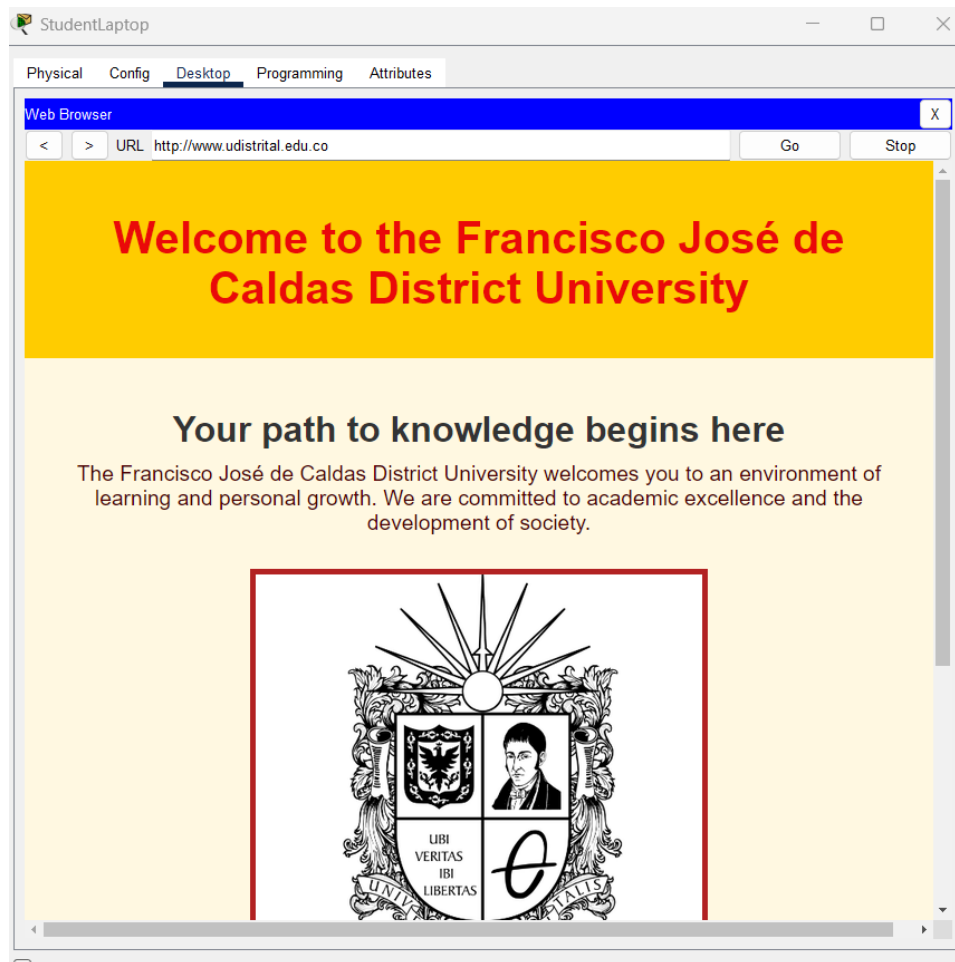 StudentLaptop
Physical Config Desktop Programming Attributes
Web Browser X
< > URL http://www.udistrital.edu.co Go Stop
Welcome to the Francisco José de
Caldas District University
Your path to knowledge begins here
The Francisco José de Caldas District University welcomes you to an environment of
learning and personal growth. We are committed to academic excellence and the
development of society.
UBI
VERITAS
IBI
LIBERTAS